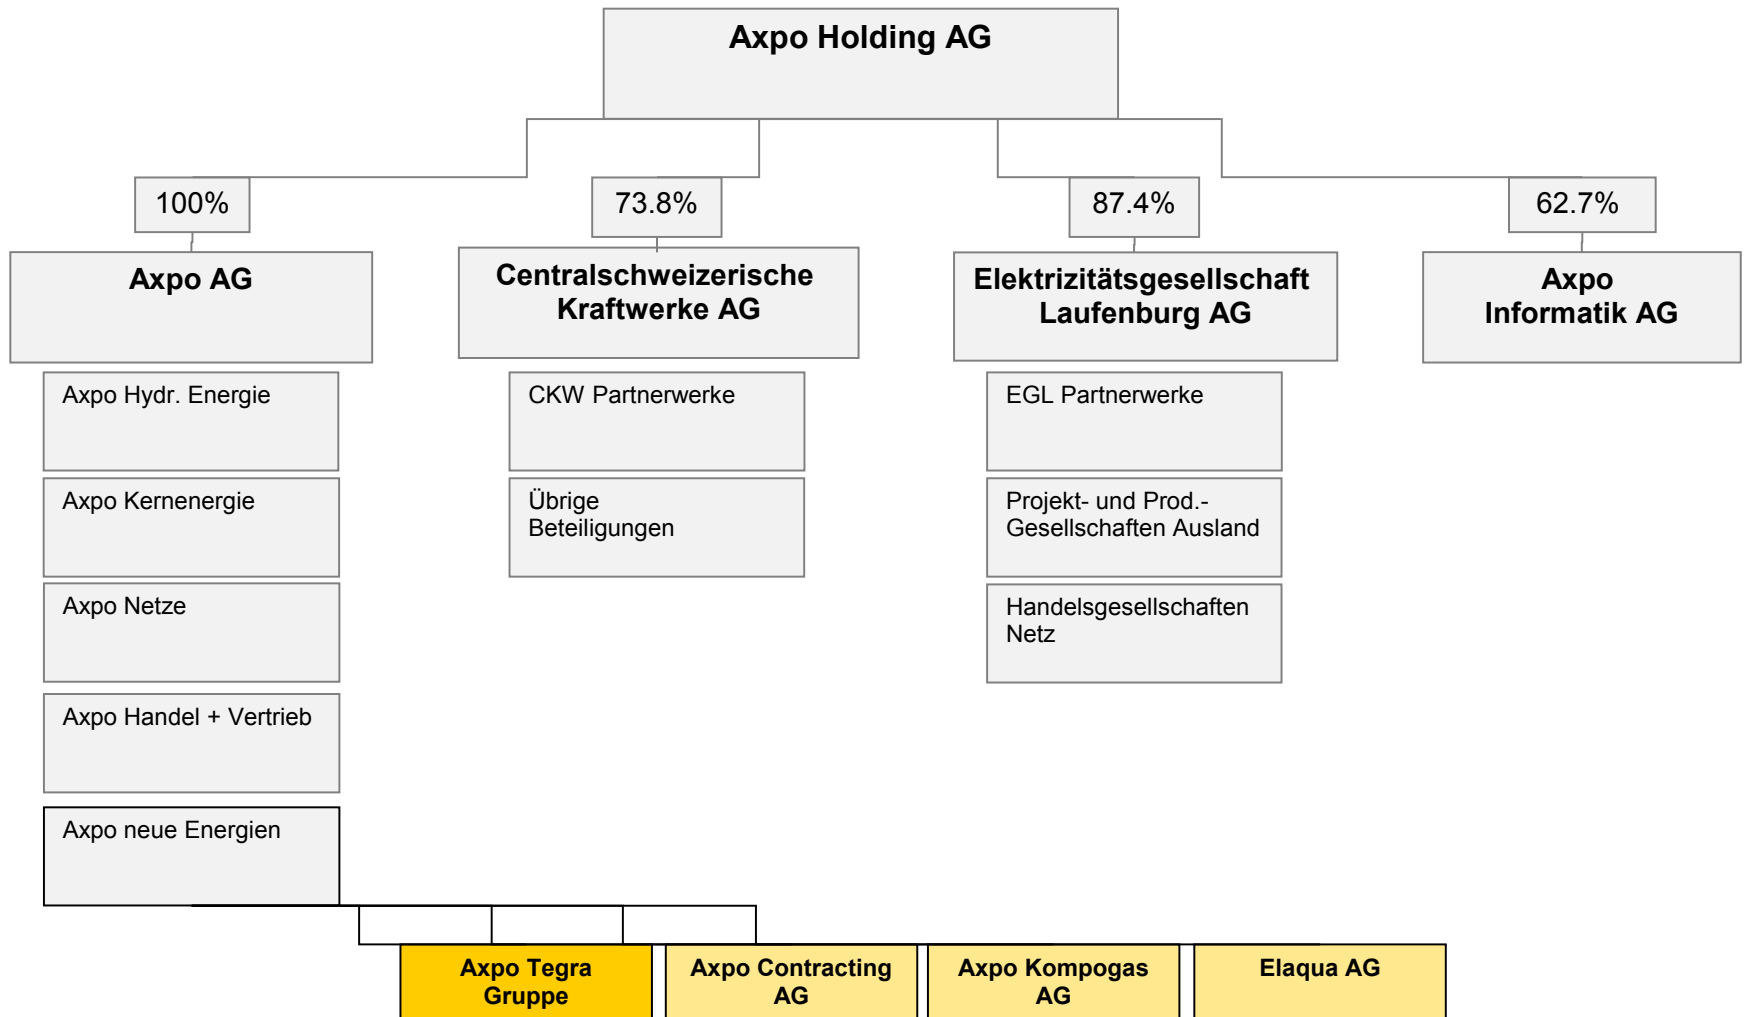 Axpo Holding AG
100%
73.8%
87.4%
62.7%
Axpo AG
Centralschweizerische
Kraftwerke AG
Elektrizitätsgesellschaft
Laufenburg AG
Axpo
Informatik AG
Axpo Hydr. Energie
Axpo Kernenergie
Axpo Netze
Axpo Handel + Vertrieb
Axpo neue Energien
CKW Partnerwerke
Übrige
Beteiligungen
EGL Partnerwerke
Projekt- und Prod.-
Gesellschaften Ausland
Handelsgesellschaften
Netz
Axpo Tegra
Gruppe
Axpo Contracting
AG
Axpo Kompogas
AG
Elaqua AG